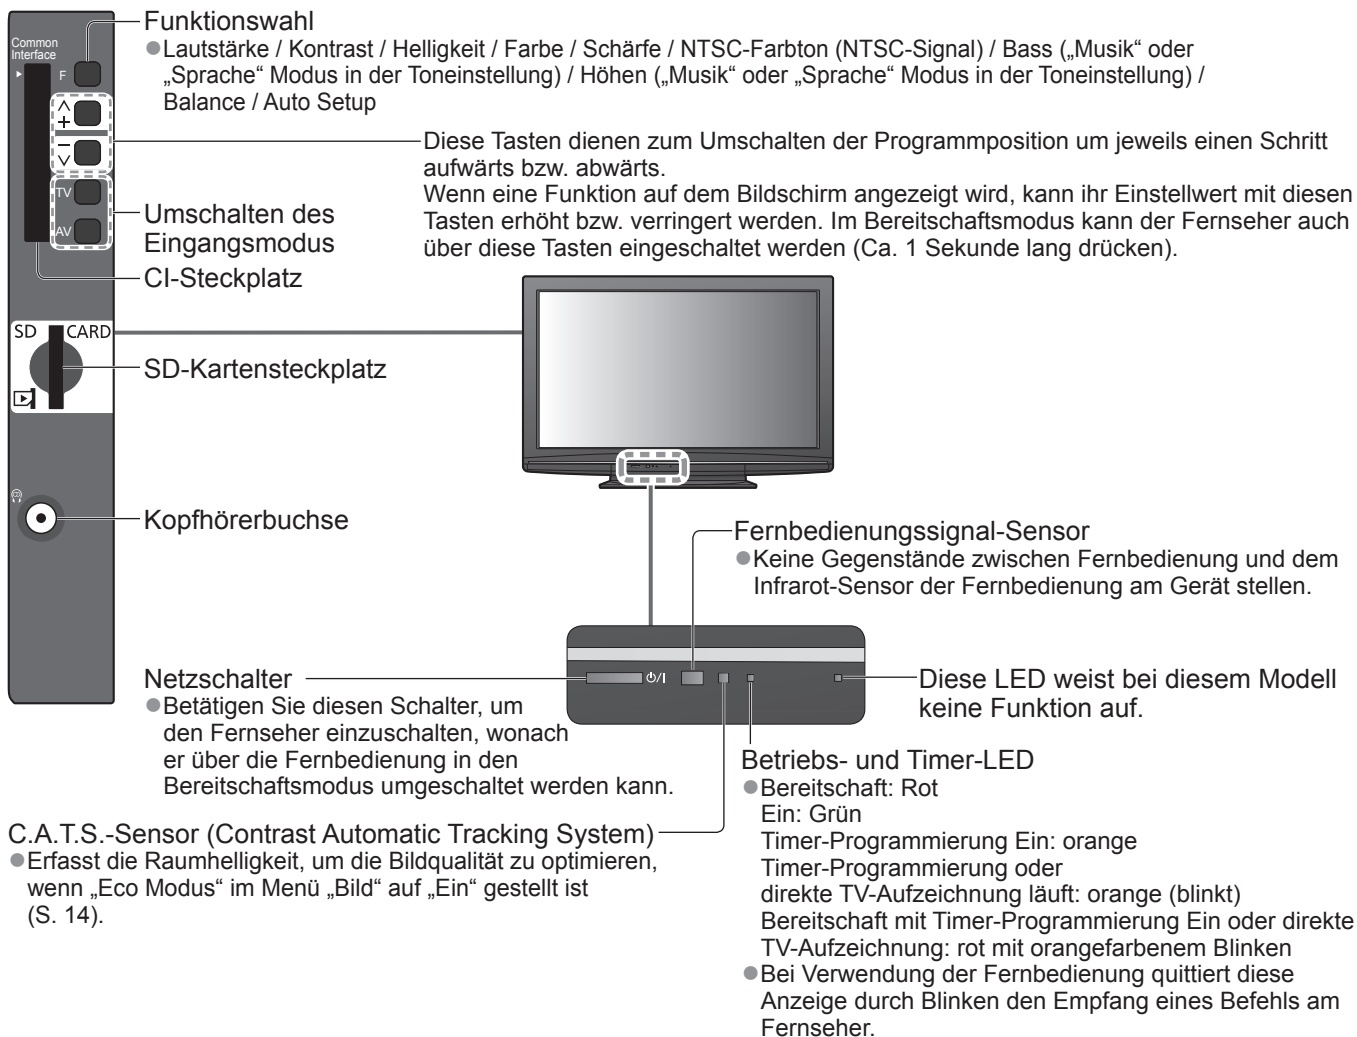 Funktionswahl
Lautstärke / Kontrast / Helligkeit / Farbe / Schärfe / NTSC-Farbton (NTSC-Signal) / Bass („Musik“ oder
„Sprache“ Modus in der Toneinstellung) / Höhen („Musik“ oder „Sprache“ Modus in der Toneinstellung) /
Balance / Auto Setup
Common
Interface
F
+
−
TV
AV
Diese Tasten dienen zum Umschalten der Programmposition um jeweils einen Schritt
aufwärts bzw. abwärts.
Wenn eine Funktion auf dem Bildschirm angezeigt wird, kann ihr Einstellwert mit diesen
Tasten erhöht bzw. verringert werden. Im Bereitschaftsmodus kann der Fernseher auch
über diese Tasten eingeschaltet werden (Ca. 1 Sekunde lang drücken).
Umschalten des
Eingangsmodus
CI-Steckplatz
SD CARD
SD-Kartensteckplatz
Kopfhörerbuchse
Fernbedienungssignal-Sensor
Keine Gegenstände zwischen Fernbedienung und dem
Infrarot-Sensor der Fernbedienung am Gerät stellen.
Netzschalter
Betätigen Sie diesen Schalter, um
den Fernseher einzuschalten, wonach
er über die Fernbedienung in den
Bereitschaftsmodus umgeschaltet werden kann.
⏻/I
Diese LED weist bei diesem Modell
keine Funktion auf.
C.A.T.S.-Sensor (Contrast Automatic Tracking System)
Erfasst die Raumhelligkeit, um die Bildqualität zu optimieren,
wenn „Eco Modus“ im Menü „Bild“ auf „Ein“ gestellt ist
(S. 14).
Betriebs- und Timer-LED
Bereitschaft: Rot
Ein: Grün
Timer-Programmierung Ein: orange
Timer-Programmierung oder
direkte TV-Aufzeichnung läuft: orange (blinkt)
Bereitschaft mit Timer-Programmierung Ein oder direkte
TV-Aufzeichnung: rot mit orangefarbenem Blinken
Bei Verwendung der Fernbedienung quittiert diese
Anzeige durch Blinken den Empfang eines Befehls am
Fernseher.